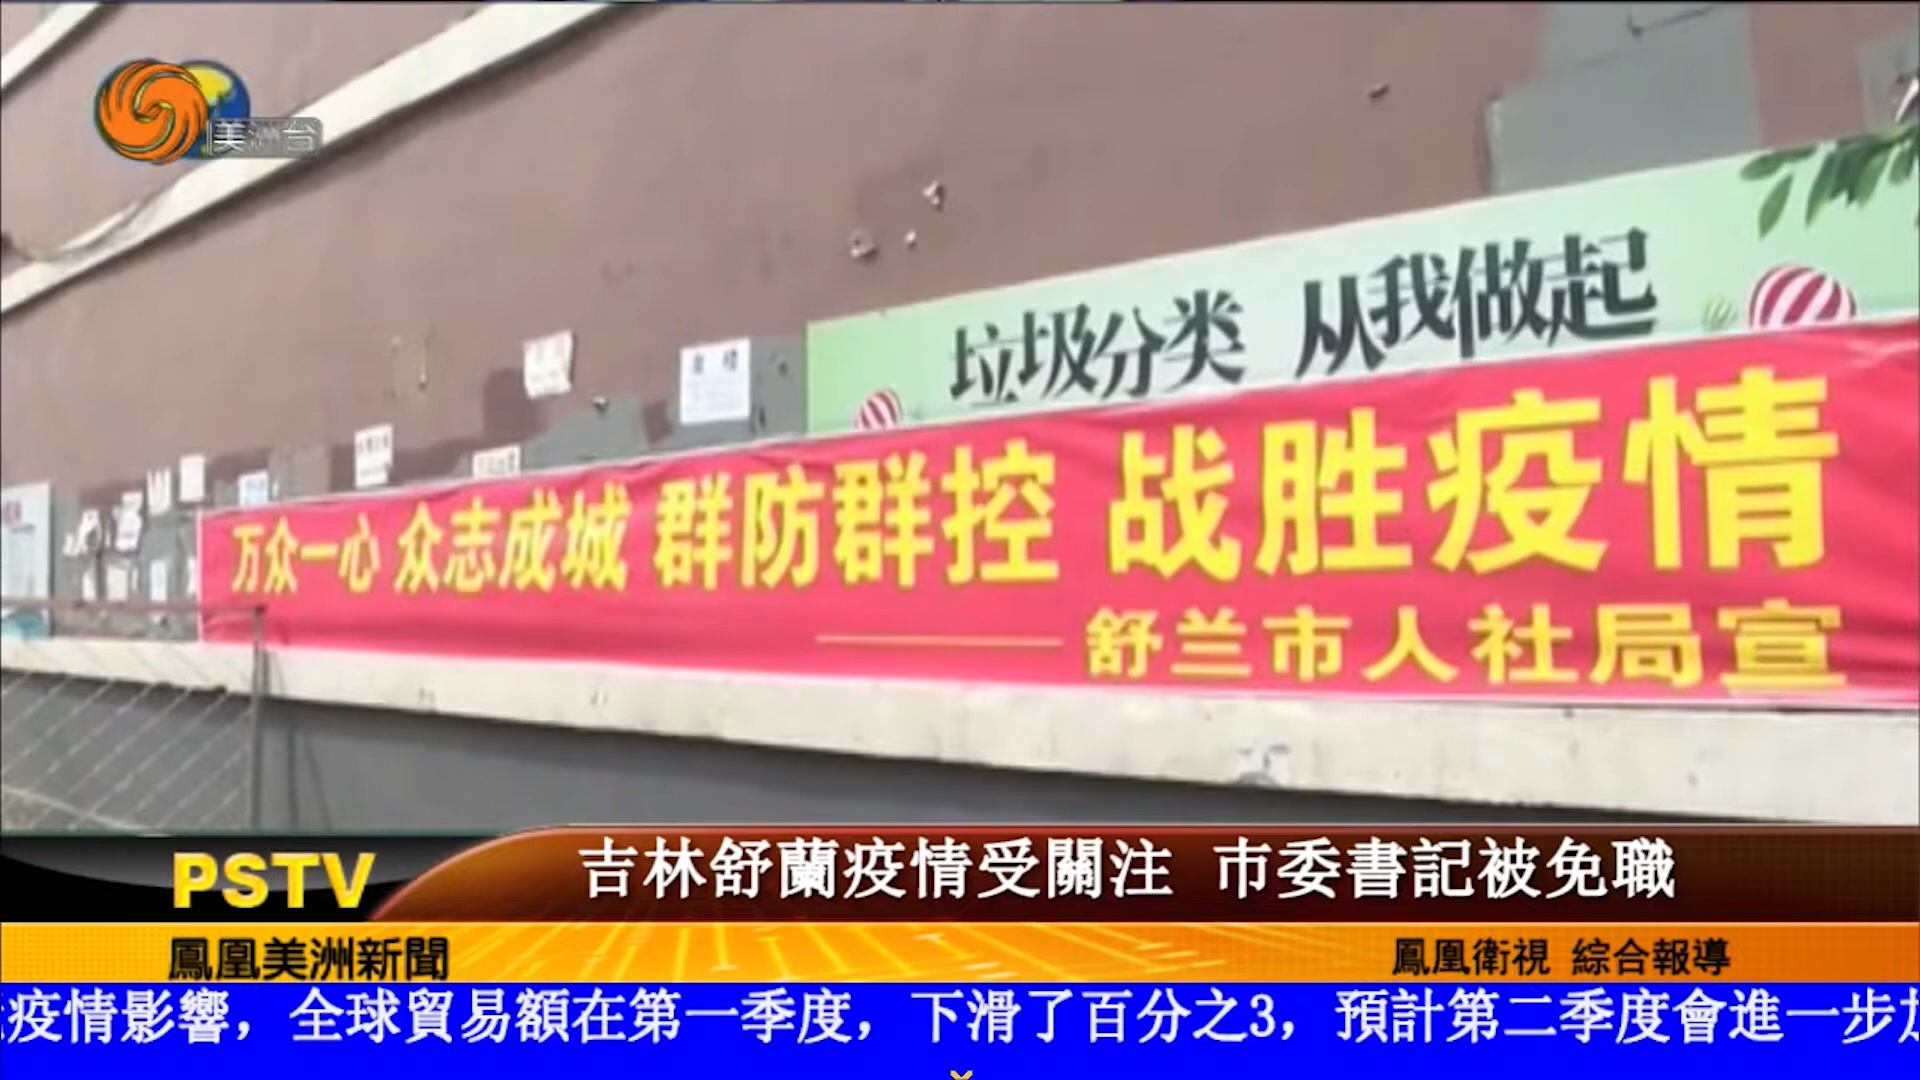 美洲台
垃圾分类 从我做起
万众一心 众志成城 群防群控 战胜疫情
——舒兰市人社局宣
PSTV
吉林舒蘭疫情受關注 市委書記被免職
鳳凰美洲新聞
鳳凰衛視 綜合報導
疫情影響，全球貿易額在第一季度，下滑了百分之3，預計第二季度會進一步